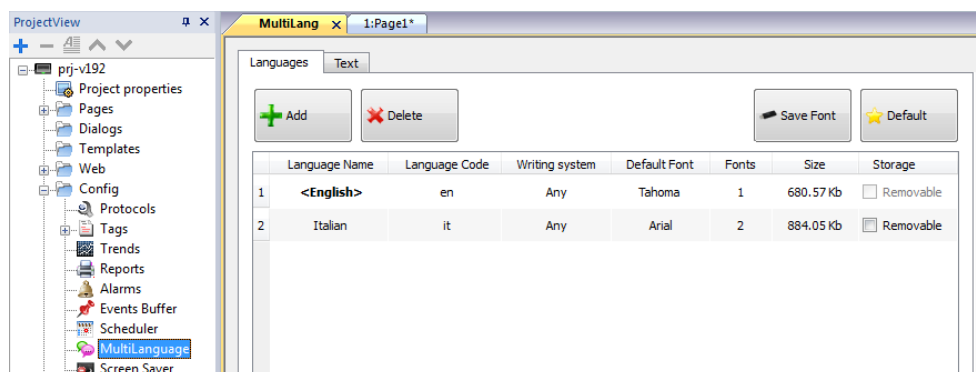 ProjectView
MultiLang
1:Page1*
prj-v192
Project properties
Pages
Dialogs
Templates
Web
Config
Protocols
Tags
Trends
Reports
Alarms
Events Buffer
Scheduler
MultiLanguage
Screen Saver
Languages Text
Add Delete Save Font Default
Language Name Language Code Writing system Default Font Fonts Size Storage
1 <English> en Any Tahoma 1 680.57 Kb Removable
2 Italian it Any Arial 2 884.05 Kb Removable